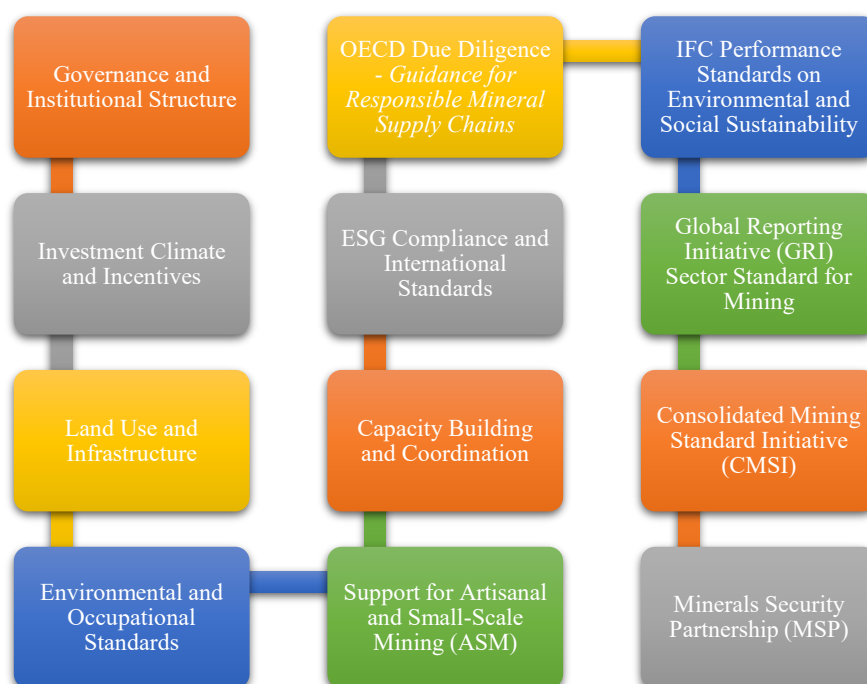 Governance and
Institutional Structure
Investment Climate
and Incentives
Land Use and
Infrastructure
Environmental and
Occupational
Standards
Support for Artisanal
and Small-Scale
Mining (ASM)
Capacity Building
and Coordination
ESG Compliance and
International
Standards
OECD Due Diligence
- Guidance for
Responsible Mineral
Supply Chains
IFC Performance
Standards on
Environmental and
Social Sustainability
Global Reporting
Initiative (GRI)
Sector Standard for
Mining
Consolidated Mining
Standard Initiative
(CMSI)
Minerals Security
Partnership (MSP)